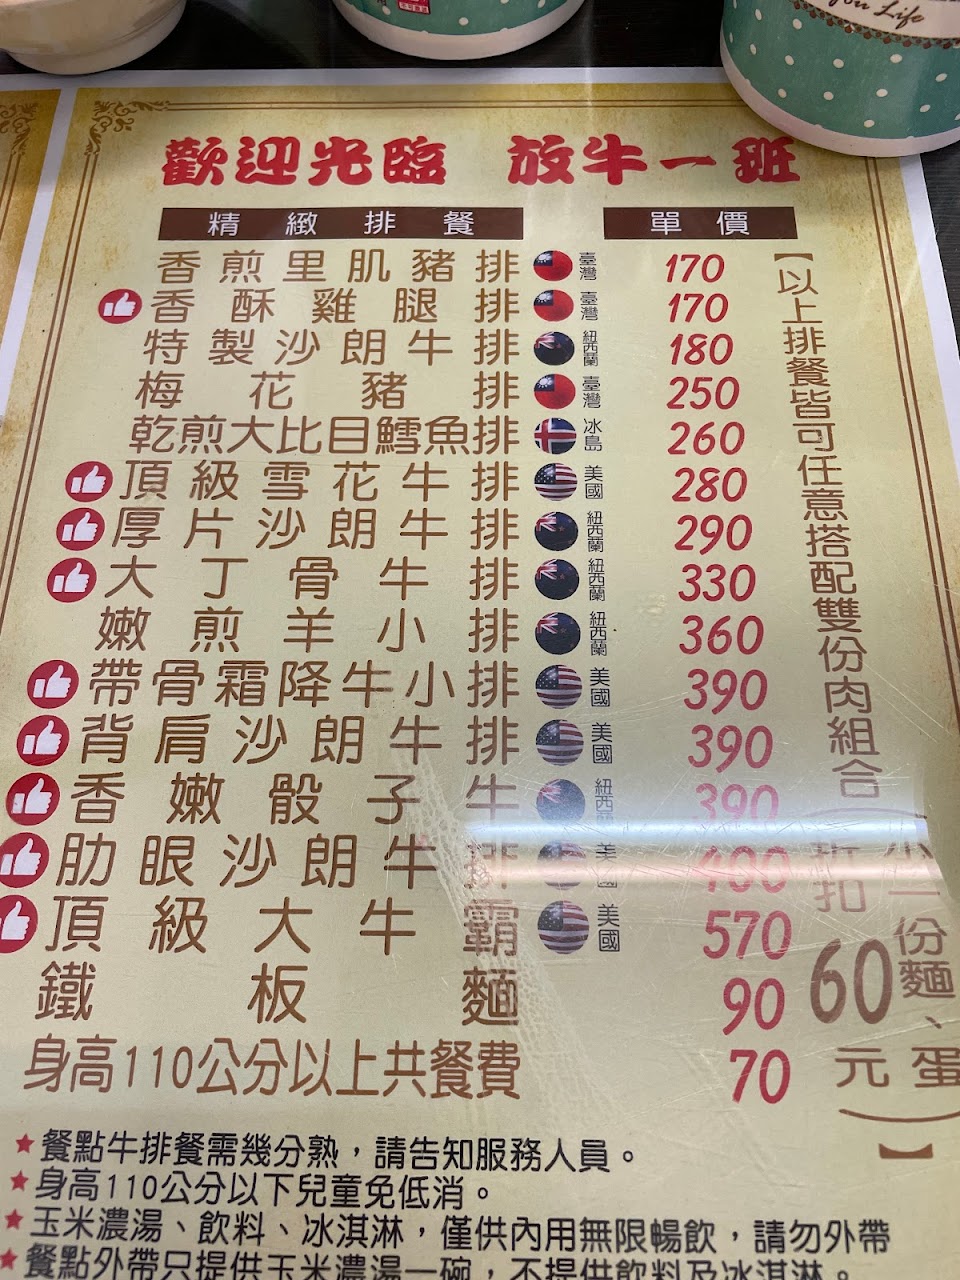 You Life
歡迎光臨 放牛一班
精緻排餐 單價
香煎里肌豬排 臺灣 170
香酥雞腿排 臺灣 170
特製沙朗牛排 紐西蘭 180
梅花豬排 臺灣 250
乾煎大比目鱈魚排 冰島 260
頂級雪花牛排 美國 280
厚片沙朗牛排 紐西蘭 290
大丁骨牛排 紐西蘭 330
嫩煎羊小排 紐西蘭 360
帶骨霜降牛小排 美國 390
背肩沙朗牛排 美國 390
香嫩骰子牛 紐西蘭 390
肋眼沙朗牛排 美國 400
頂級大牛霸 美國 570
鐵板麵 90
身高110公分以上共餐費 70
【以上排餐皆可任意搭配雙份肉組合
(少一份麵、蛋
折扣60元)】
★餐點牛排餐需幾分熟，請告知服務人員。
★身高110公分以下兒童免低消。
★玉米濃湯、飲料、冰淇淋，僅供內用無限暢飲，請勿外帶
★餐點外帶只提供玉米濃湯一碗，不提供飲料及冰淇淋。